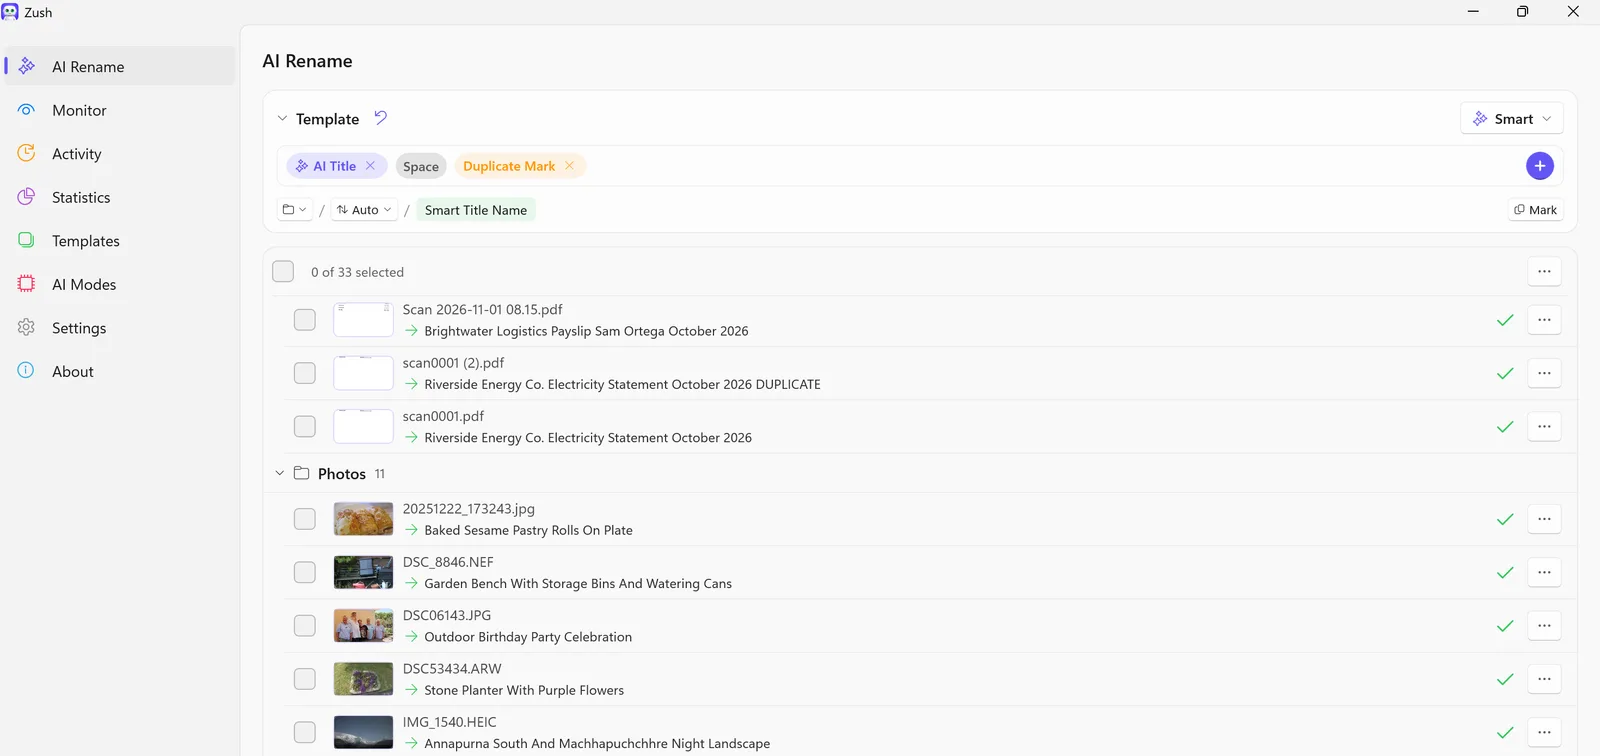 Zush
AI Rename
Monitor
Activity
Statistics
Templates
AI Modes
Settings
About
AI Rename
Template
Smart
AI Title
Space
Duplicate Mark
/ Auto / Smart Title Name
Mark
0 of 33 selected
Scan 2026-11-01 08.15.pdf
→ Brightwater Logistics Payslip Sam Ortega October 2026
scan0001 (2).pdf
→ Riverside Energy Co. Electricity Statement October 2026 DUPLICATE
scan0001.pdf
→ Riverside Energy Co. Electricity Statement October 2026
Photos 11
20251222_173243.jpg
→ Baked Sesame Pastry Rolls On Plate
DSC_8846.NEF
→ Garden Bench With Storage Bins And Watering Cans
DSC06143.JPG
→ Outdoor Birthday Party Celebration
DSC53434.ARW
→ Stone Planter With Purple Flowers
IMG_1540.HEIC
→ Annapurna South And Machhapuchchhre Night Landscape